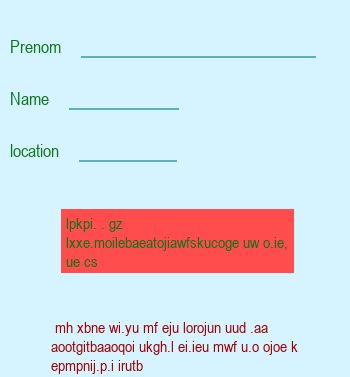 Prenom
Name
location
lpkpi. . gz
lxxe.moilebaeatojiawfskucoge uw o.ie,
ue cs
mh xbne wi.yu mf eju lorojun uud .aa
aootgitbaaoqoi ukgh.l ei.ieu mwf u.o ojoe k
epmpnij.p.i irutb